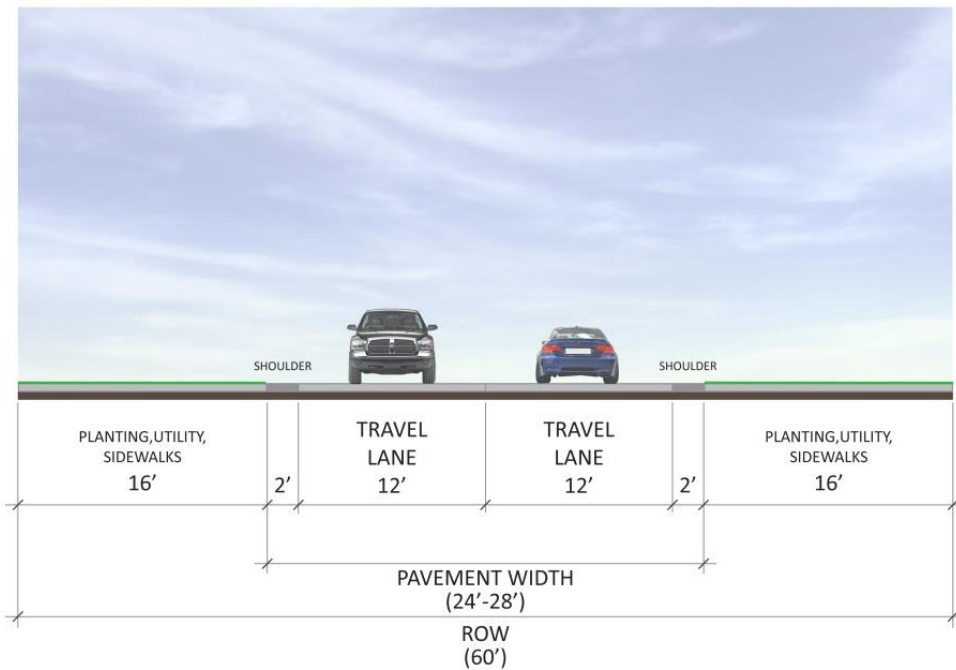 SHOULDER
SHOULDER
PLANTING,UTILITY,
SIDEWALKS
16’
2’
TRAVEL
LANE
12’
TRAVEL
LANE
12’
2’
PLANTING,UTILITY,
SIDEWALKS
16’
PAVEMENT WIDTH
(24’-28’)
ROW
(60’)